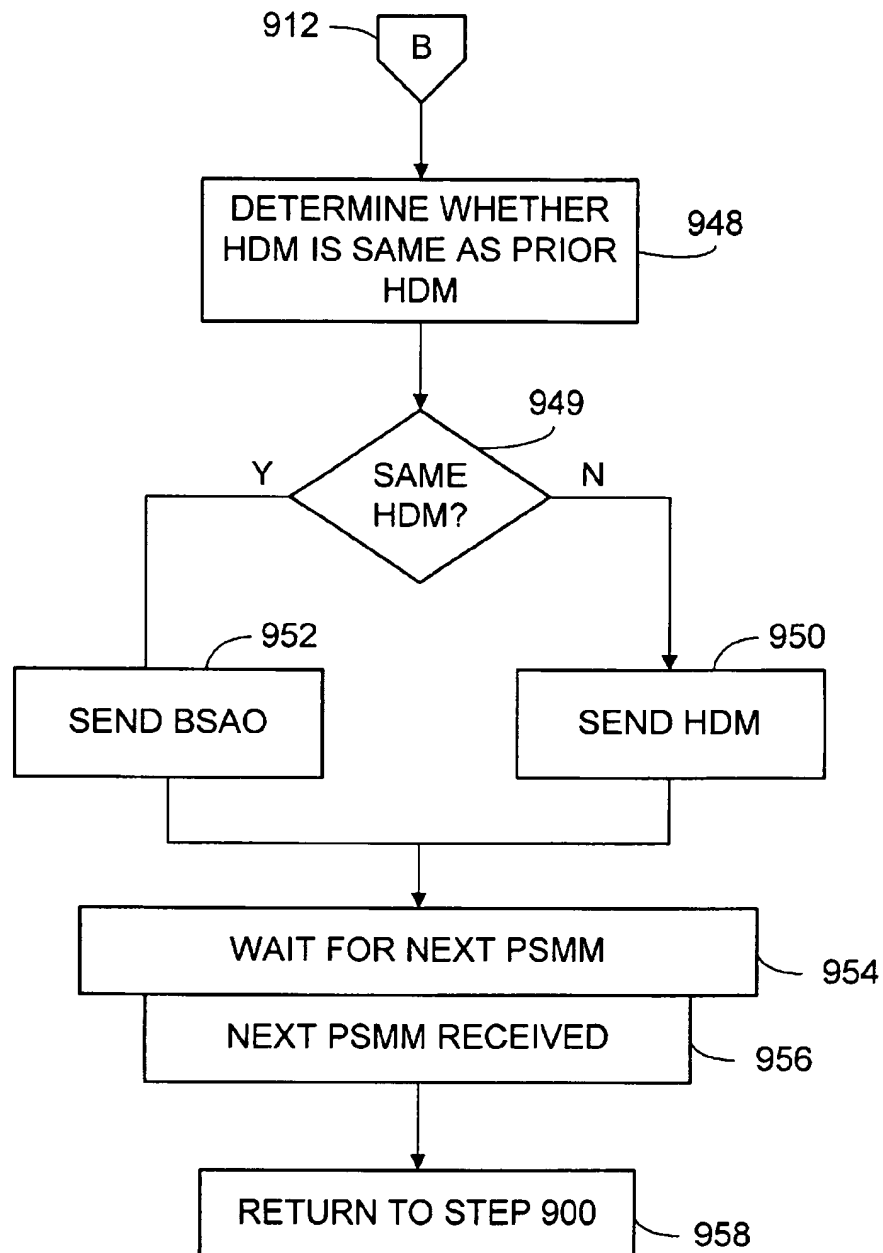 912
B
DETERMINE WHETHER
HDM IS SAME AS PRIOR
HDM
948
949
Y
SAME
HDM?
N
952
950
SEND BSAO
SEND HDM
WAIT FOR NEXT PSMM
954
NEXT PSMM RECEIVED
956
RETURN TO STEP 900
958